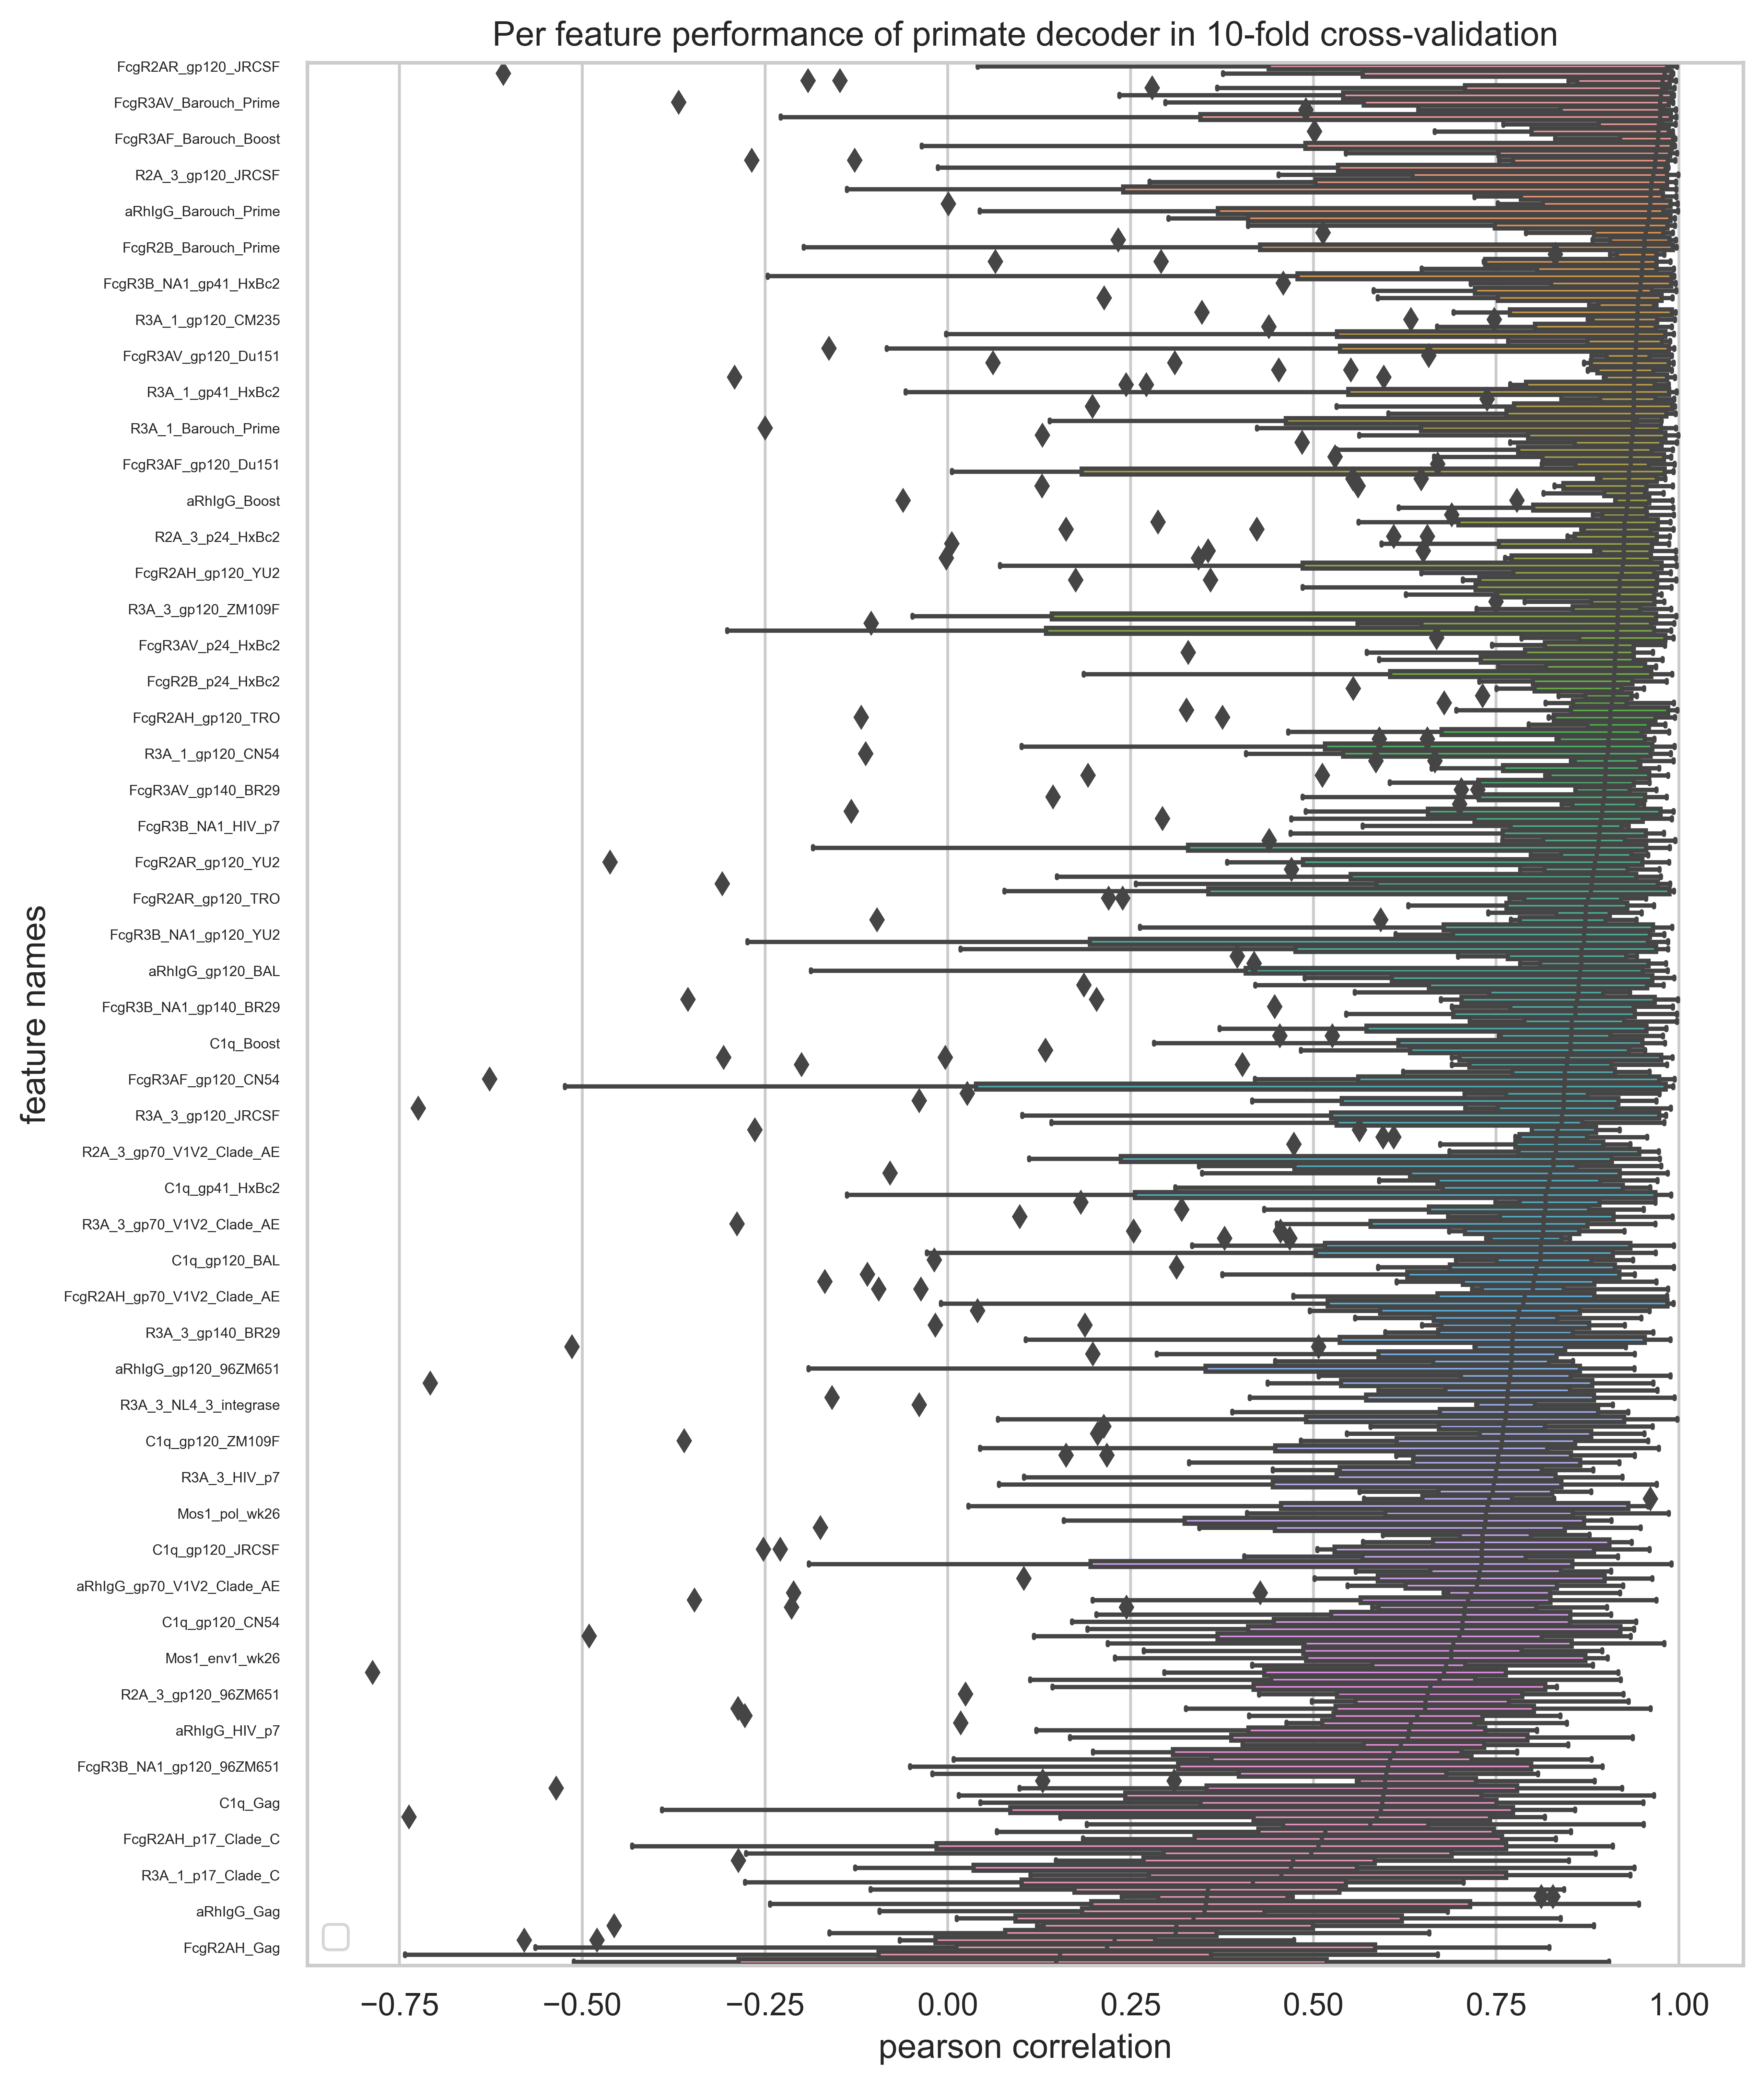 Per feature performance of primate decoder in 10-fold cross-validation
FcgR2AR_gp120_JRCSF
FcgR3AV_Barouch_Prime
FcgR3AF_Barouch_Boost
R2A_3_gp120_JRCSF
aRhIgG_Barouch_Prime
FcgR2B_Barouch_Prime
FcgR3B_NA1_gp41_HxBc2
R3A_1_gp120_CM235
FcgR3AV_gp120_Du151
R3A_1_gp41_HxBc2
R3A_1_Barouch_Prime
FcgR3AF_gp120_Du151
aRhIgG_Boost
R2A_3_p24_HxBc2
FcgR2AH_gp120_YU2
R3A_3_gp120_ZM109F
FcgR3AV_p24_HxBc2
FcgR2B_p24_HxBc2
FcgR2AH_gp120_TRO
R3A_1_gp120_CN54
FcgR3AV_gp140_BR29
FcgR3B_NA1_HIV_p7
FcgR2AR_gp120_YU2
FcgR2AR_gp120_TRO
FcgR3B_NA1_gp120_YU2
aRhIgG_gp120_BAL
FcgR3B_NA1_gp140_BR29
C1q_Boost
FcgR3AF_gp120_CN54
R3A_3_gp120_JRCSF
R2A_3_gp70_V1V2_Clade_AE
C1q_gp41_HxBc2
R3A_3_gp70_V1V2_Clade_AE
C1q_gp120_BAL
FcgR2AH_gp70_V1V2_Clade_AE
R3A_3_gp140_BR29
aRhIgG_gp120_96ZM651
R3A_3_NL4_3_integrase
C1q_gp120_ZM109F
R3A_3_HIV_p7
Mos1_pol_wk26
C1q_gp120_JRCSF
aRhIgG_gp70_V1V2_Clade_AE
C1q_gp120_CN54
Mos1_env1_wk26
R2A_3_gp120_96ZM651
aRhIgG_HIV_p7
FcgR3B_NA1_gp120_96ZM651
C1q_Gag
FcgR2AH_p17_Clade_C
R3A_1_p17_Clade_C
aRhIgG_Gag
FcgR2AH_Gag
feature names
−0.75 −0.50 −0.25 0.00 0.25 0.50 0.75 1.00
pearson correlation